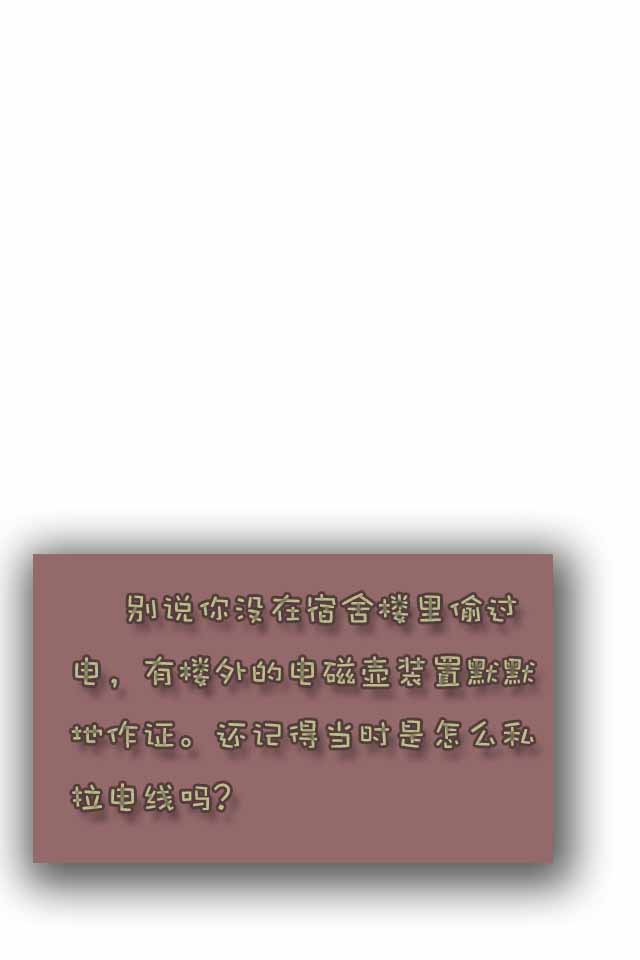 别说你没在宿舍楼里偷过
电，有楼外的电磁壶装置默默
地作证。还记得当时是怎么私
拉电线吗？